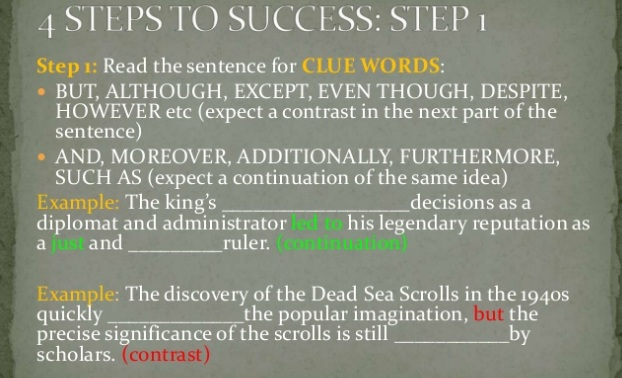 4 STEPS TO SUCCESS: STEP 1
Step 1: Read the sentence for CLUE WORDS:
• BUT, ALTHOUGH, EXCEPT, EVEN THOUGH, DESPITE,
HOWEVER etc (expect a contrast in the next part of the
sentence)
• AND, MOREOVER, ADDITIONALLY, FURTHERMORE,
SUCH AS (expect a continuation of the same idea)
Example: The king's ___________________decisions as a
diplomat and administrator led to his legendary reputation as
a just and __________ruler. (continuation)
Example: The discovery of the Dead Sea Scrolls in the 1940s
quickly ______________the popular imagination, but the
precise significance of the scrolls is still ____________by
scholars. (contrast)